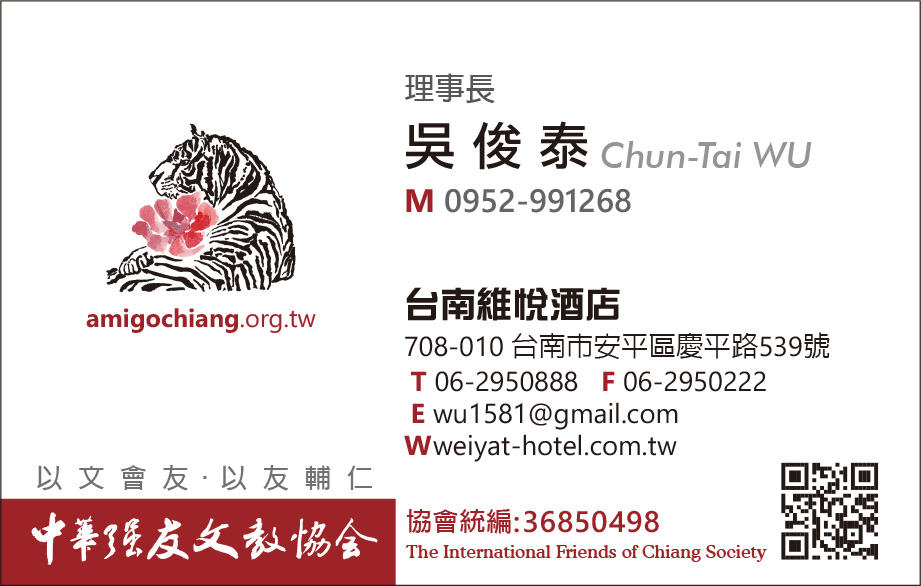 理事長
吳俊泰 Chun-Tai WU
M 0952-991268
amigochiang.org.tw
台南維悅酒店
708-010 台南市安平區慶平路539號
T 06-2950888 F 06-2950222
E wu1581@gmail.com
W weiyat-hotel.com.tw
以文會友·以友輔仁
中華强友文教协会
協會統編:36850498
The International Friends of Chiang Society